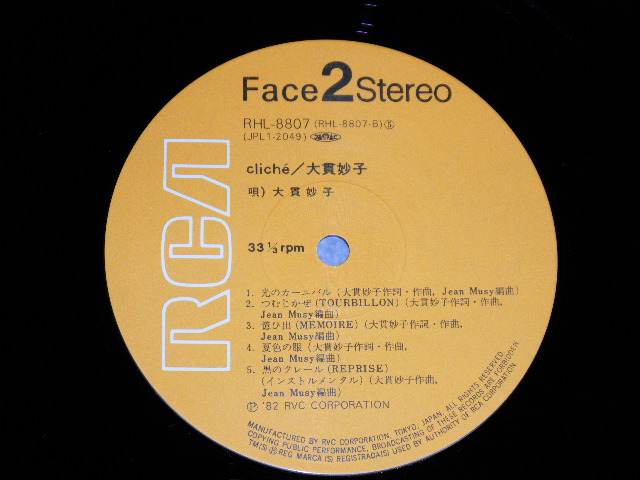 Face 2 Stereo
RHL-8807 (RHL-8807-B) Ⓢ
(JPL1-2049)
cliché／大貫妙子
唄) 大貫妙子
33 1/3 rpm
RCA
1. 光のカーニバル (大貫妙子作詞・作曲, Jean Musy編曲)
2. つむじかぜ (TOURBILLON) (大貫妙子作詞・作曲,
Jean Musy編曲)
3. 憶ひ出 (MEMOIRE) (大貫妙子作詞・作曲,
Jean Musy編曲)
4. 夏色の服 (大貫妙子作詞・作曲,
Jean Musy編曲)
5. 黒のクレール (REPRISE)
(インストルメンタル) (大貫妙子作曲,
Jean Musy編曲)
Ⓟ '82 RVC CORPORATION
MANUFACTURED BY RVC CORPORATION, TOKYO, JAPAN. ALL RIGHTS RESERVED
COPYING PUBLIC PERFORMANCE, BROADCASTING OF THESE RECORDS ARE FORBIDDEN
TM(S) Ⓡ REG MARCA (S) REGISTRADA(S) USED BY AUTHORITY OF RCA CORPORATION